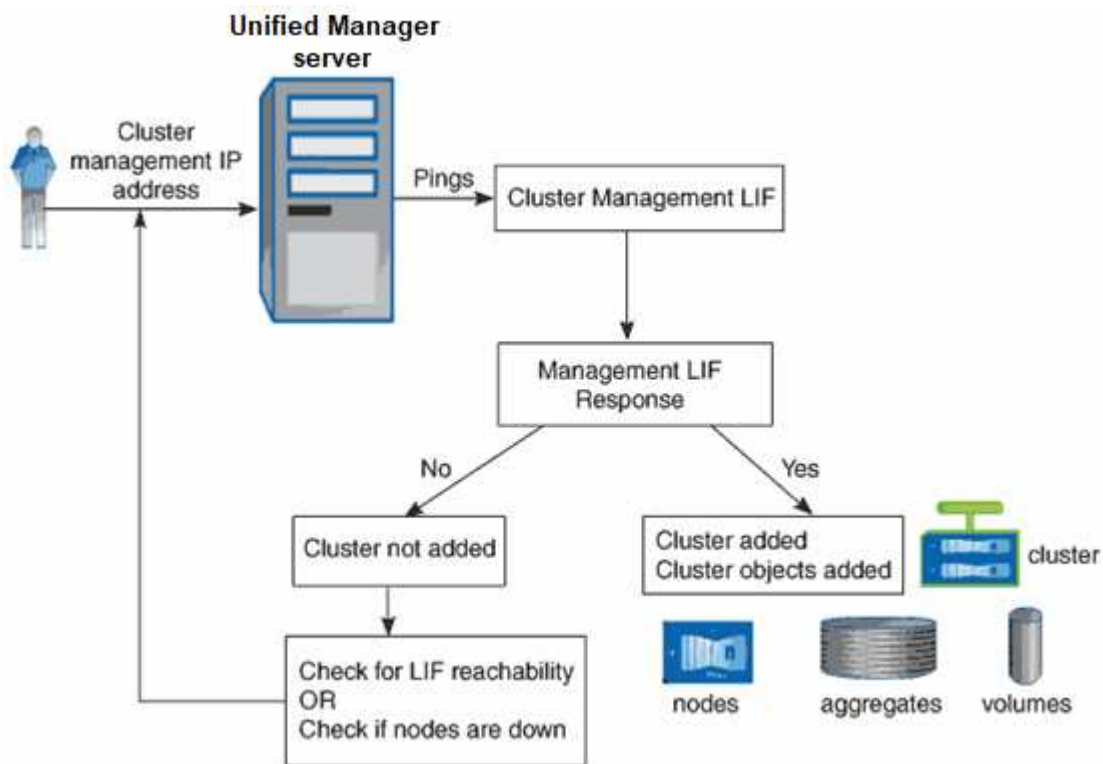 Unified Manager
server
Cluster
management IP
address
Pings
Cluster Management LIF
Management LIF
Response
No
Yes
Cluster not added
Cluster added
Cluster objects added
cluster
Check for LIF reachability
OR
Check if nodes are down
nodes
aggregates
volumes